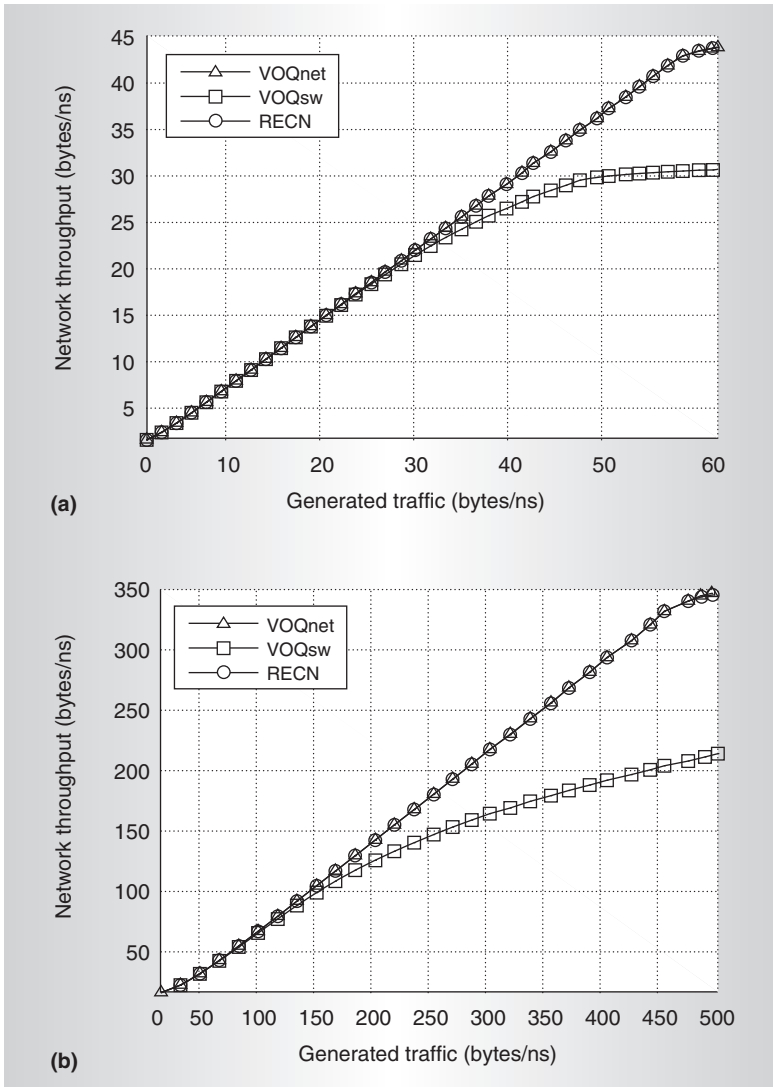 45
40
35
30
25
20
15
10
5
Network throughput (bytes/ns)
VOQnet
VOQsw
RECN
0 10 20 30 40 50 60
Generated traffic (bytes/ns)
(a)
350
300
250
200
150
100
50
Network throughput (bytes/ns)
VOQnet
VOQsw
RECN
0 50 100 150 200 250 300 350 400 450 500
Generated traffic (bytes/ns)
(b)